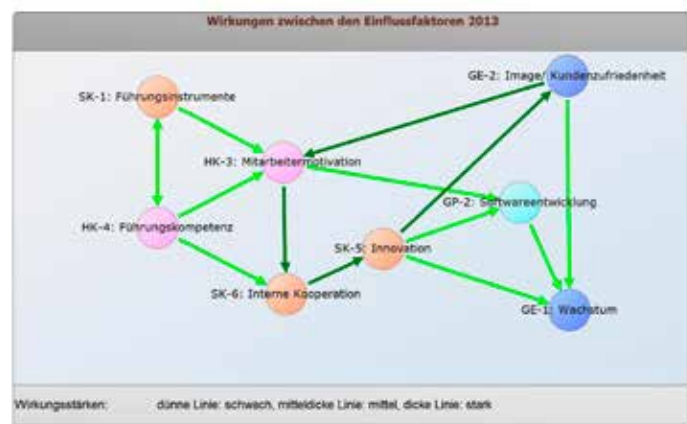 Wirkungen zwischen den Einflussfaktoren 2013
GE-2: Image/ Kundenzufriedenheit
SK-1: Führungsinstrumente
HK-3: Mitarbeitermotivation
GP-2: Softwareentwicklung
HK-4: Führungskompetenz
SK-5: Innovation
SK-6: Interne Kooperation
GE-1: Wachstum
Wirkungsstärken: dünne Linie: schwach, mitteldicke Linie: mittel, dicke Linie: stark